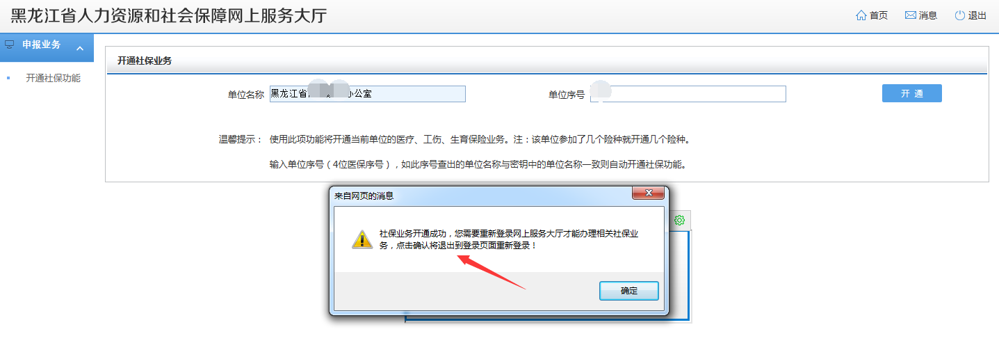 黑龙江省人力资源和社会保障网上服务大厅
首页 消息 退出
申报业务
开通社保功能
开通社保业务
单位名称 黑龙江省 办公室 单位序号 开 通
温馨提示： 使用此项功能将开通当前单位的医疗、工伤、生育保险业务。注：该单位参加了几个险种就开通几个险种。
输入单位序号（4位医保序号），如此序号查出的单位名称与密钥中的单位名称一致则自动开通社保功能。
来自网页的消息
社保业务开通成功，您需要重新登录网上服务大厅才能办理相关社保业
务，点击确认将退出到登录页面重新登录！
确定